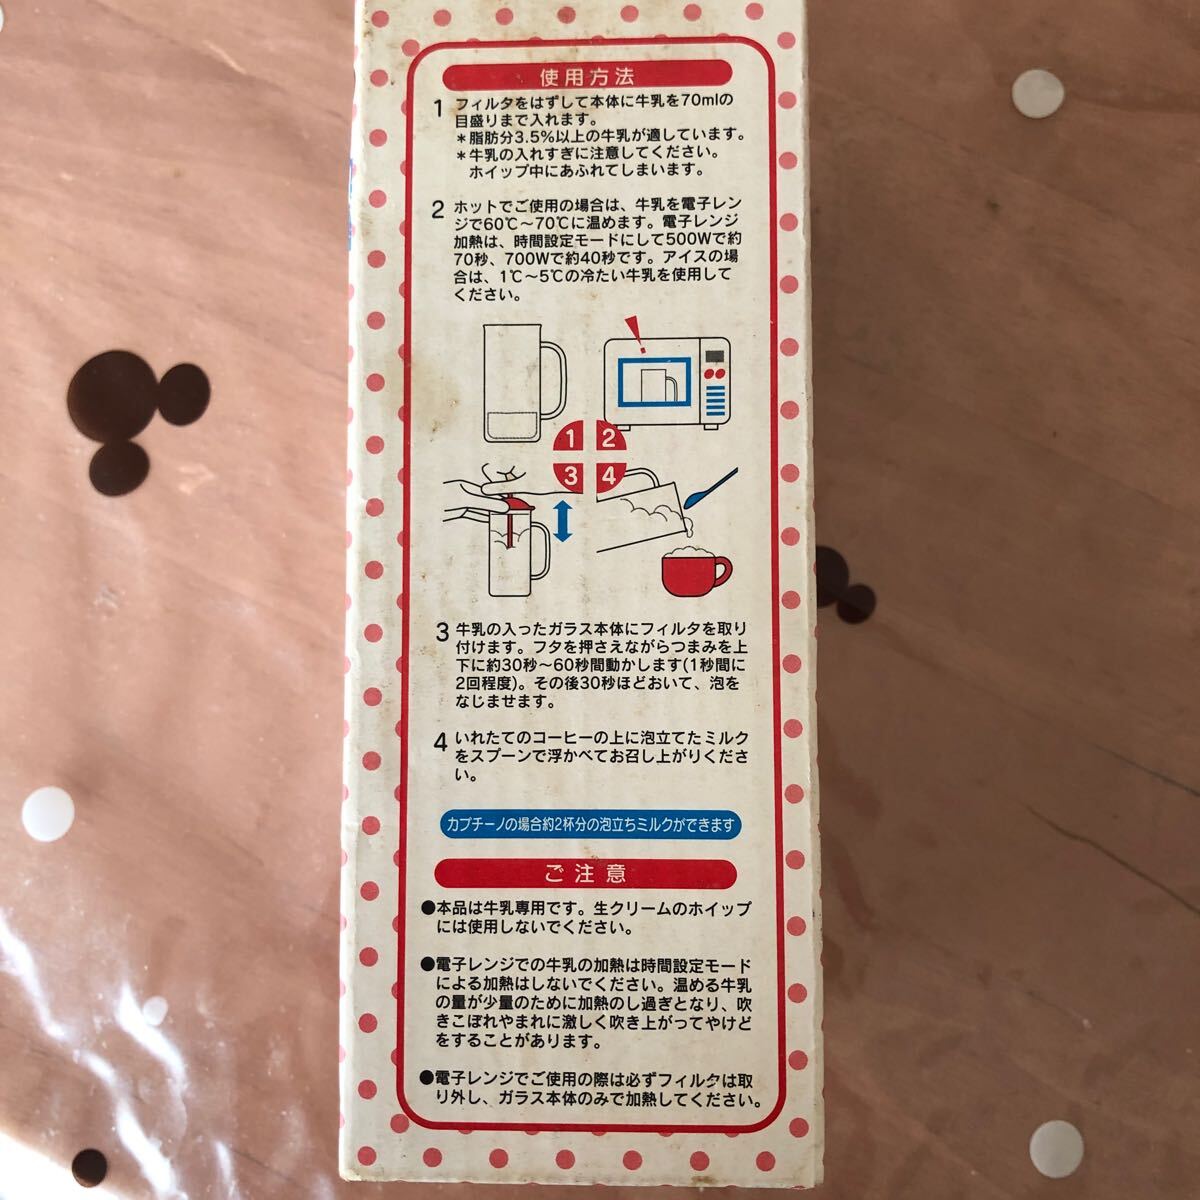 使用方法
1 フィルタをはずして本体に牛乳を70mlの
目盛りまで入れます。
＊脂肪分3.5%以上の牛乳が適しています。
＊牛乳の入れすぎに注意してください。
ホイップ中にあふれてしまいます。
2 ホットでご使用の場合は、牛乳を電子レン
ジで60℃〜70℃に温めます。電子レンジ
加熱は、時間設定モードにして500Wで約
70秒、700Wで約40秒です。アイスの場
合は、1℃〜5℃の冷たい牛乳を使用して
ください。
1 2
3 4
3 牛乳の入ったガラス本体にフィルタを取り
付けます。フタを押さえながらつまみを上
下に約30秒〜60秒間動かします(1秒間に
2回程度)。その後30秒ほどおいて、泡を
なじませます。
4 いれたてのコーヒーの上に泡立てたミルク
をスプーンで浮かべてお召し上がりくださ
い。
カプチーノの場合約2杯分の泡立ちミルクができます
ご注意
●本品は牛乳専用です。生クリームのホイップ
には使用しないでください。
●電子レンジでの牛乳の加熱は時間設定モード
による加熱はしないでください。温める牛乳
の量が少量のために加熱のし過ぎとなり、吹
きこぼれやまれに激しく吹き上がってやけど
をすることがあります。
●電子レンジでご使用の際は必ずフィルタは取
り外し、ガラス本体のみで加熱してください。